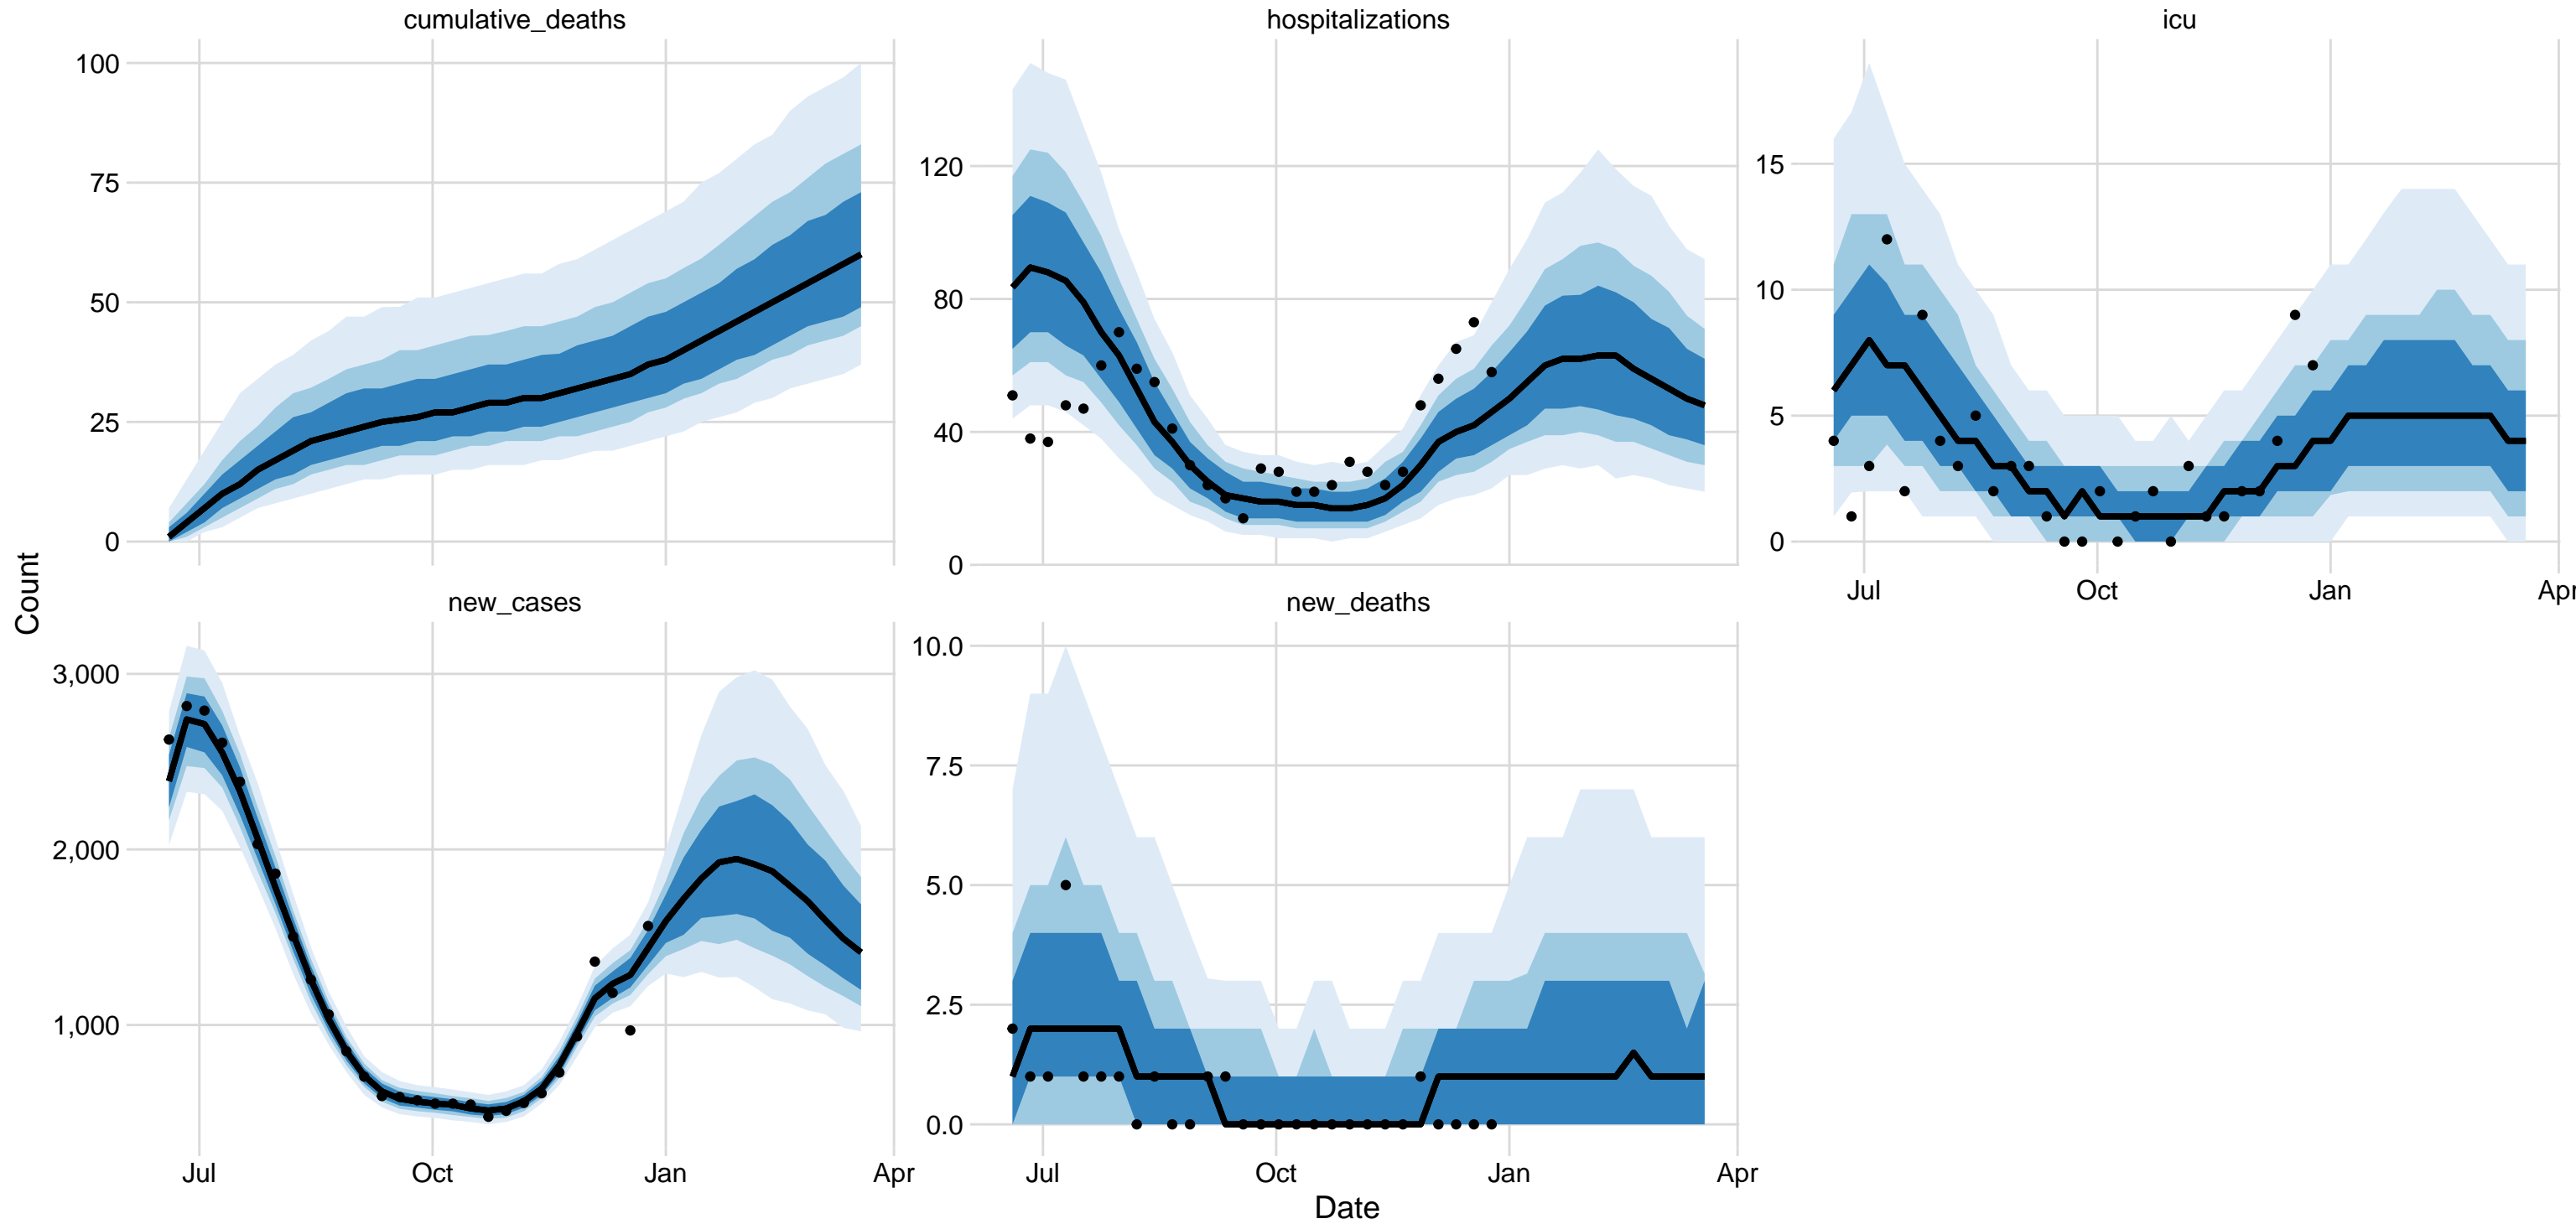 cumulative_deaths
100
75
50
25
0
hospitalizations
120
80
40
0
icu
15
10
5
0
Jul Oct Jan Apr
Count
new_cases
3,000
2,000
1,000
Jul Oct Jan Apr
new_deaths
10.0
7.5
5.0
2.5
0.0
Jul Oct Jan Apr
Date